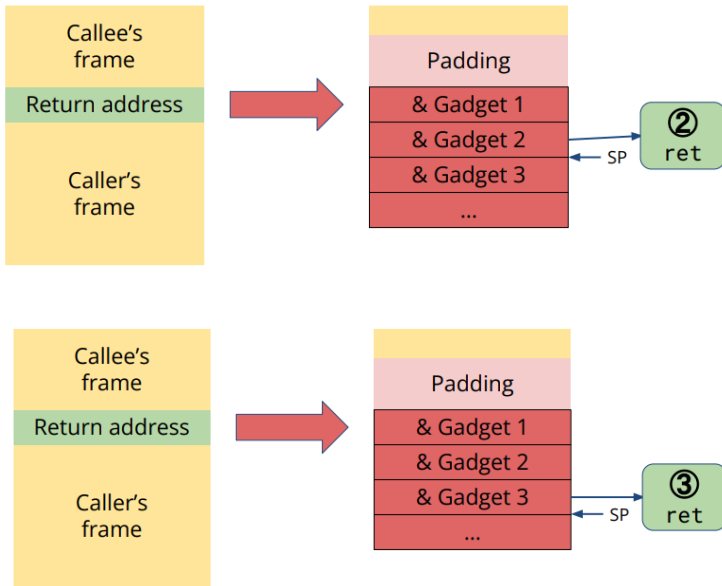 Callee's
frame
Return address
Caller's
frame
Padding
& Gadget 1
& Gadget 2
& Gadget 3
...
SP
②
ret
Callee's
frame
Return address
Caller's
frame
Padding
& Gadget 1
& Gadget 2
& Gadget 3
...
SP
③
ret